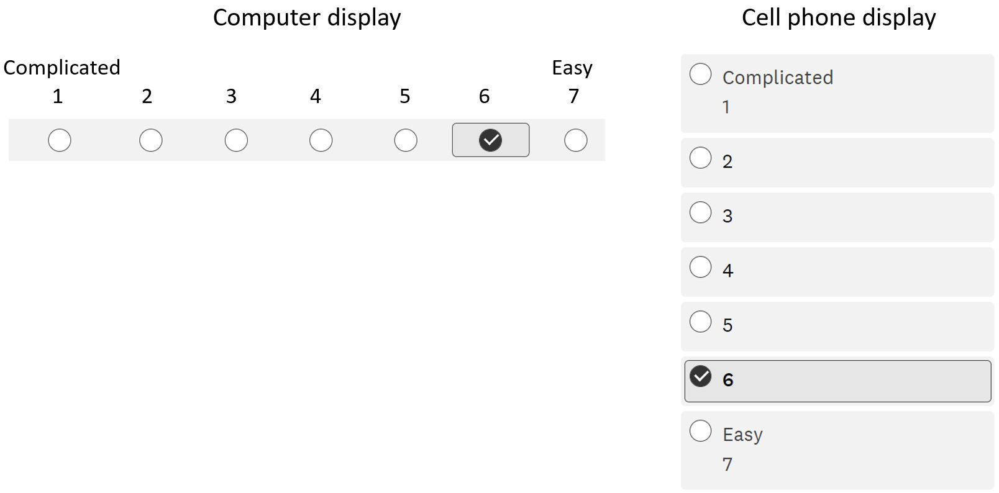 Computer display
Complicated
Easy
1 2 3 4 5 6 7
Cell phone display
Complicated
1
2
3
4
5
6
Easy
7